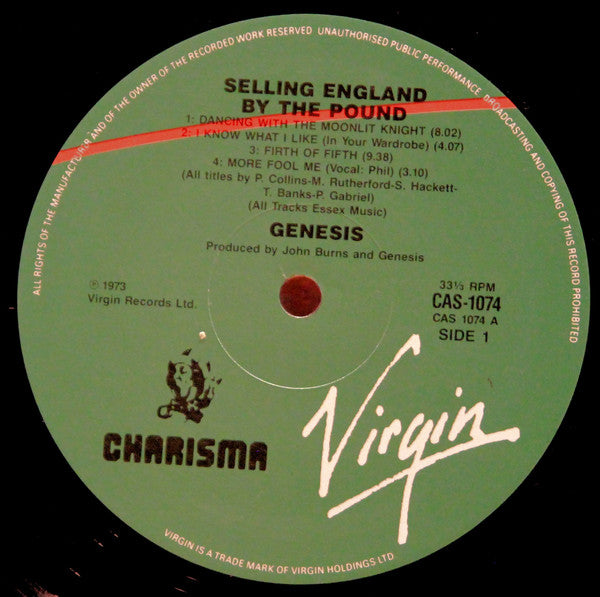 ALL RIGHTS OF THE MANUFACTURER AND OF THE OWNER OF THE RECORDED WORK RESERVED UNAUTHORISED PUBLIC PERFORMANCE, BROADCASTING AND COPYING OF THIS RECORD PROHIBITED
SELLING ENGLAND
BY THE POUND
1: DANCING WITH THE MOONLIT KNIGHT (8.02)
2: I KNOW WHAT I LIKE (In Your Wardrobe) (4.07)
3: FIRTH OF FIFTH (9.38)
4: MORE FOOL ME (Vocal: Phil) (3.10)
(All titles by P. Collins-M. Rutherford-S. Hackett-
T. Banks-P. Gabriel)
(All Tracks Essex Music)
GENESIS
Produced by John Burns and Genesis
℗ 1973
Virgin Records Ltd.
33⅓ RPM
CAS-1074
CAS 1074 A
SIDE 1
CHARISMA
Virgin
VIRGIN IS A TRADE MARK OF VIRGIN HOLDINGS LTD.